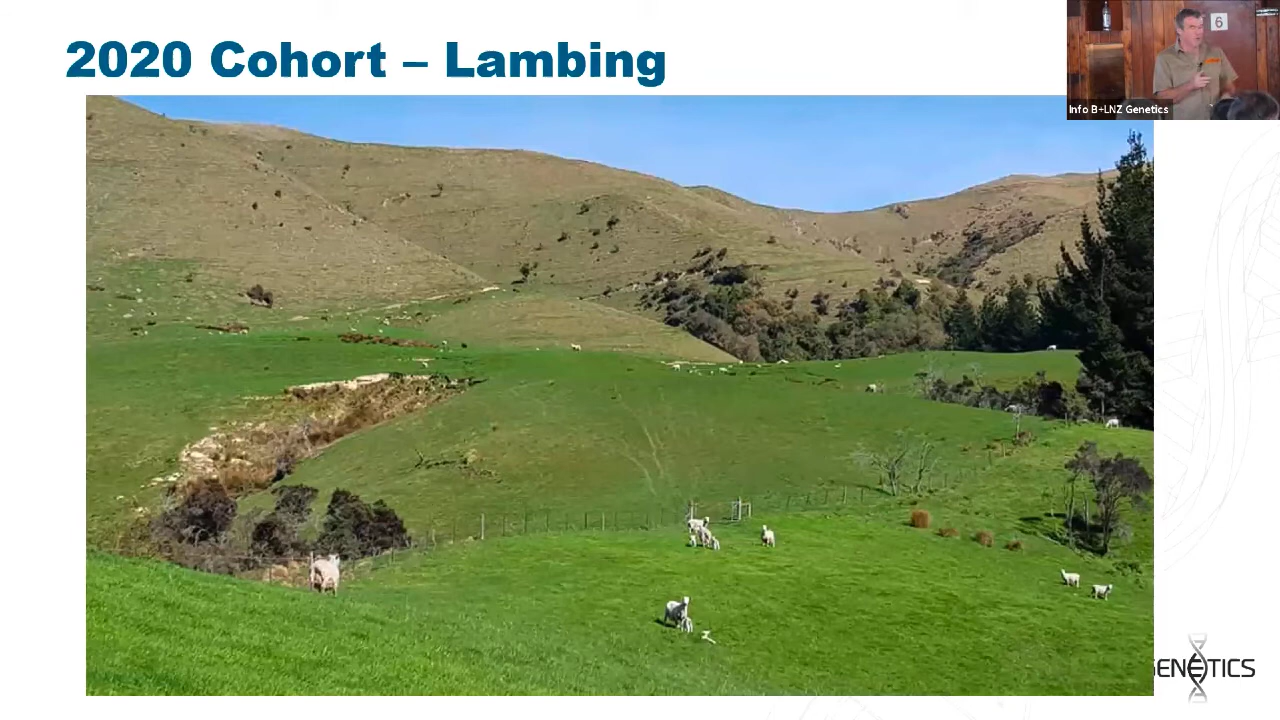 2020 Cohort – Lambing
6
Info B+LNZ Genetics
GENETICS